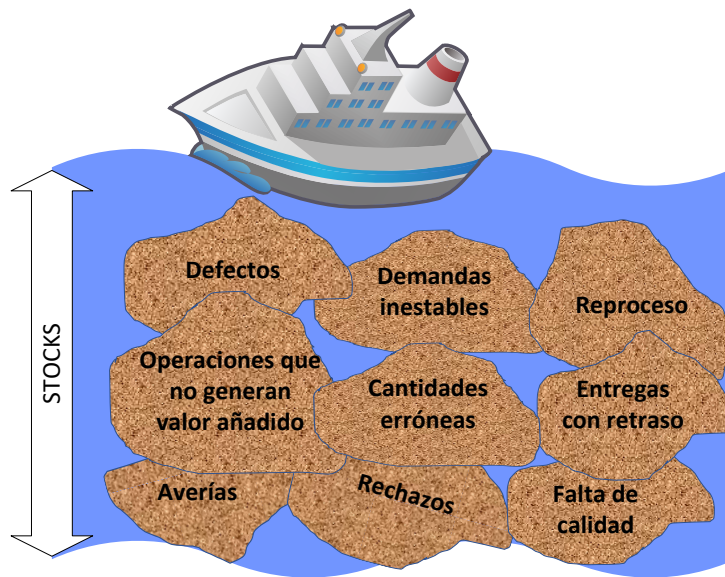 STOCKS
Defectos
Demandas
inestables
Reproceso
Operaciones que
no generan
valor añadido
Cantidades
erróneas
Entregas
con retraso
Averías
Rechazos
Falta de
calidad